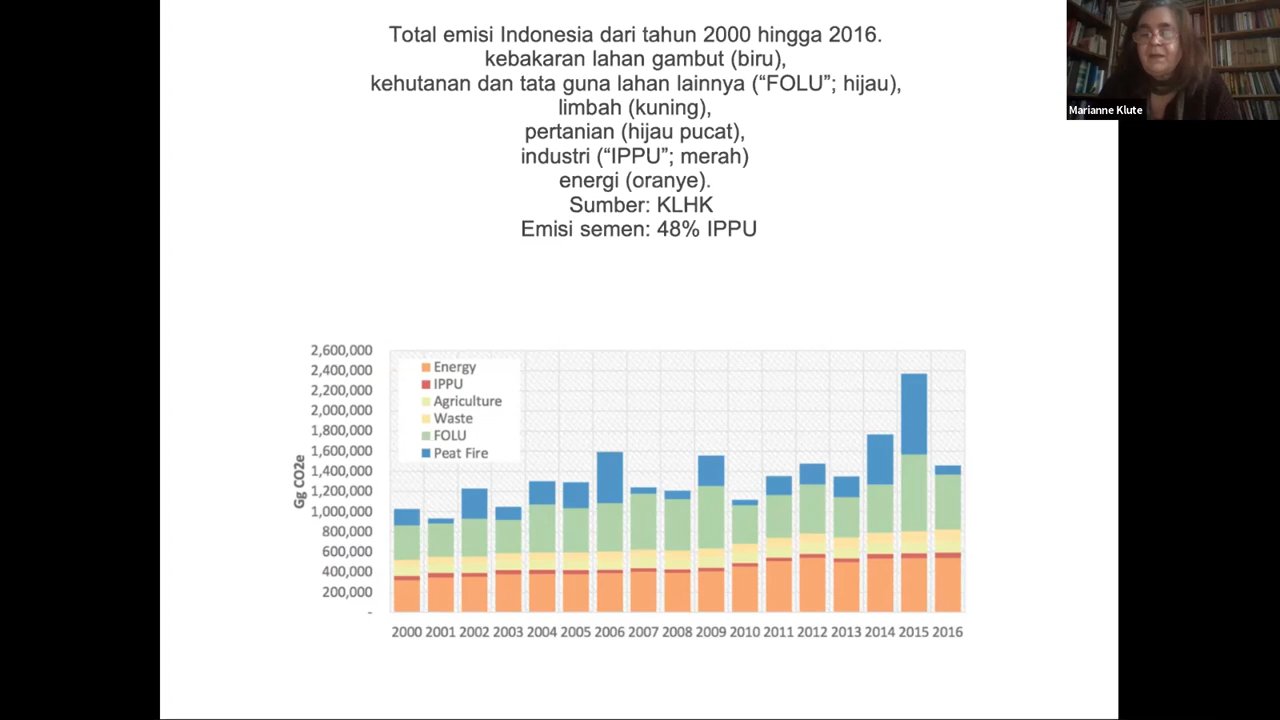 Total emisi Indonesia dari tahun 2000 hingga 2016.
kebakaran lahan gambut (biru),
kehutanan dan tata guna lahan lainnya (“FOLU”; hijau),
limbah (kuning),
pertanian (hijau pucat),
industri (“IPPU”; merah)
energi (oranye).
Sumber: KLHK
Emisi semen: 48% IPPU
Marianne Klute
2,600,000
2,400,000
2,200,000
2,000,000
1,800,000
1,600,000
1,400,000
1,200,000
1,000,000
800,000
600,000
400,000
200,000
-
Gg CO2e
Energy
IPPU
Agriculture
Waste
FOLU
Peat Fire
2000 2001 2002 2003 2004 2005 2006 2007 2008 2009 2010 2011 2012 2013 2014 2015 2016